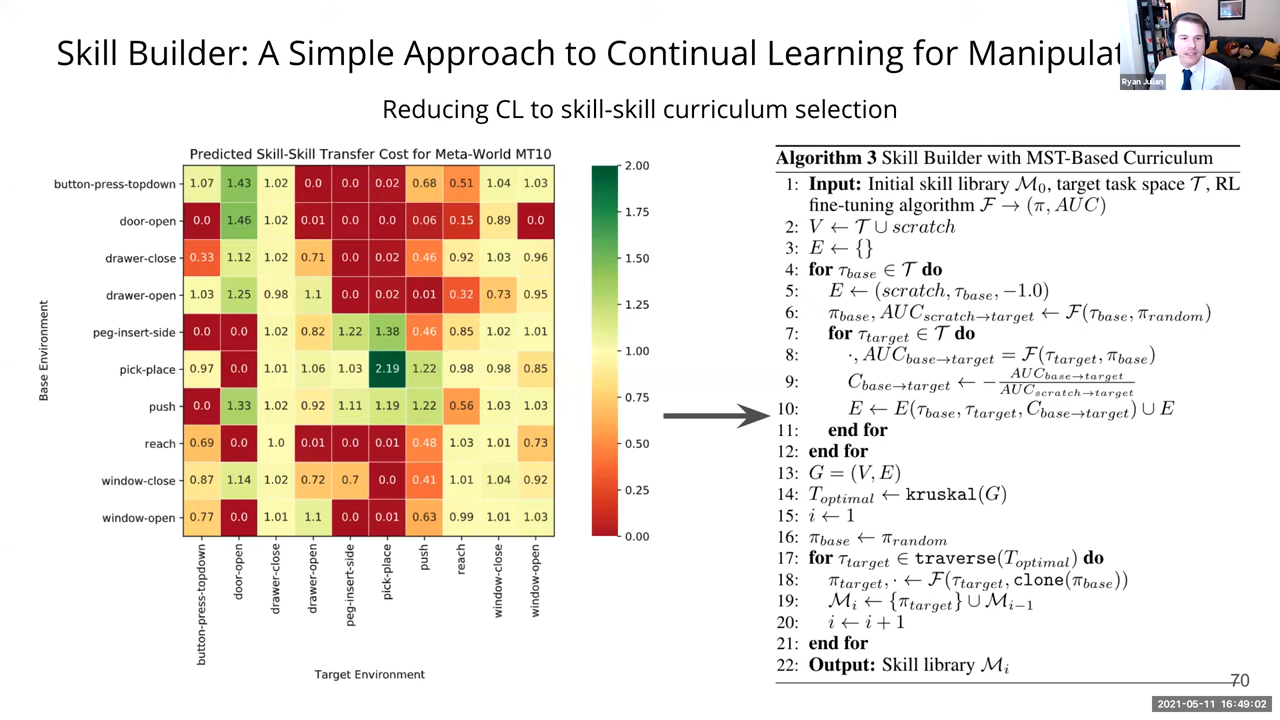 Skill Builder: A Simple Approach to Continual Learning for Manipulat
Ryan Julian
Reducing CL to skill-skill curriculum selection
Predicted Skill-Skill Transfer Cost for Meta-World MT10
Base Environment
button-press-topdown 1.07 1.43 1.02 0.0 0.0 0.02 0.68 0.51 1.04 1.03
door-open 0.0 1.46 1.02 0.01 0.0 0.0 0.06 0.15 0.89 0.0
drawer-close 0.33 1.12 1.02 0.71 0.0 0.02 0.46 0.92 1.03 0.96
drawer-open 1.03 1.25 0.98 1.1 0.0 0.02 0.01 0.32 0.73 0.95
peg-insert-side 0.0 0.0 1.02 0.82 1.22 1.38 0.46 0.85 1.02 1.01
pick-place 0.97 0.0 1.01 1.06 1.03 2.19 1.22 0.98 0.98 0.85
push 0.0 1.33 1.02 0.92 1.11 1.19 1.22 0.56 1.03 1.03
reach 0.69 0.0 1.0 0.01 0.0 0.01 0.48 1.03 1.01 0.73
window-close 0.87 1.14 1.02 0.72 0.7 0.0 0.41 1.01 1.04 0.92
window-open 0.77 0.0 1.01 1.1 0.0 0.01 0.63 0.99 1.01 1.03
button-press-topdown
door-open
drawer-close
drawer-open
peg-insert-side
pick-place
push
reach
window-close
window-open
Target Environment
2.00
1.75
1.50
1.25
1.00
0.75
0.50
0.25
0.00
Algorithm 3 Skill Builder with MST-Based Curriculum
1: Input: Initial skill library M₀, target task space T, RL
fine-tuning algorithm F → (π, AUC)
2: V ← T ∪ scratch
3: E ← {}
4: for τ_base ∈ T do
5: E ← (scratch, τ_base, −1.0)
6: π_base, AUC_scratch→target ← F(τ_base, π_random)
7: for τ_target ∈ T do
8: ·, AUC_base→target = F(τ_target, π_base)
9: C_base→target ← − AUC_base→target / AUC_scratch→target
10: E ← E(τ_base, τ_target, C_base→target) ∪ E
11: end for
12: end for
13: G = (V, E)
14: T_optimal ← kruskal(G)
15: i ← 1
16: π_base ← π_random
17: for τ_target ∈ traverse(T_optimal) do
18: π_target, · ← F(τ_target, clone(π_base))
19: M_i ← {π_target} ∪ M_i−1
20: i ← i + 1
21: end for
22: Output: Skill library M_i
70
2021-05-11 16:49:02